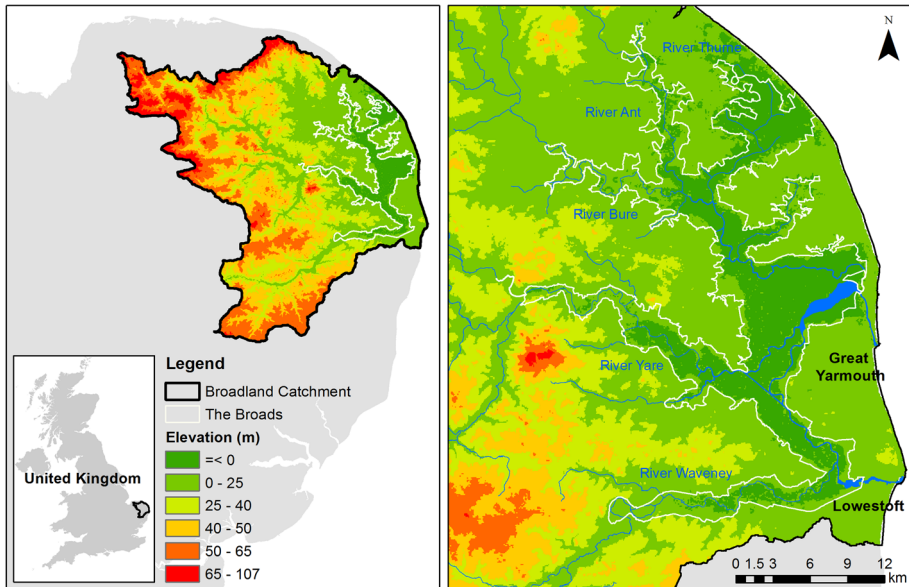 Legend
Broadland Catchment
The Broads
Elevation (m)
=< 0
0 - 25
25 - 40
40 - 50
50 - 65
65 - 107
United Kingdom
N
River Thurne
River Ant
River Bure
River Yare
River Waveney
Great
Yarmouth
Lowestoft
0 1.5 3 6 9 12
km